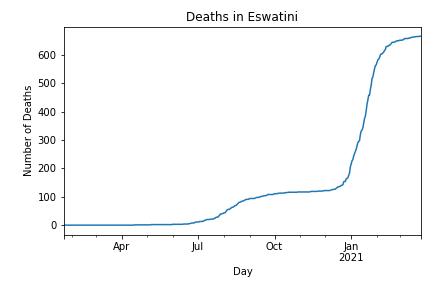 Deaths in Eswatini
Number of Deaths
600
500
400
300
200
100
0
Apr
Jul
Oct
Jan
2021
Day